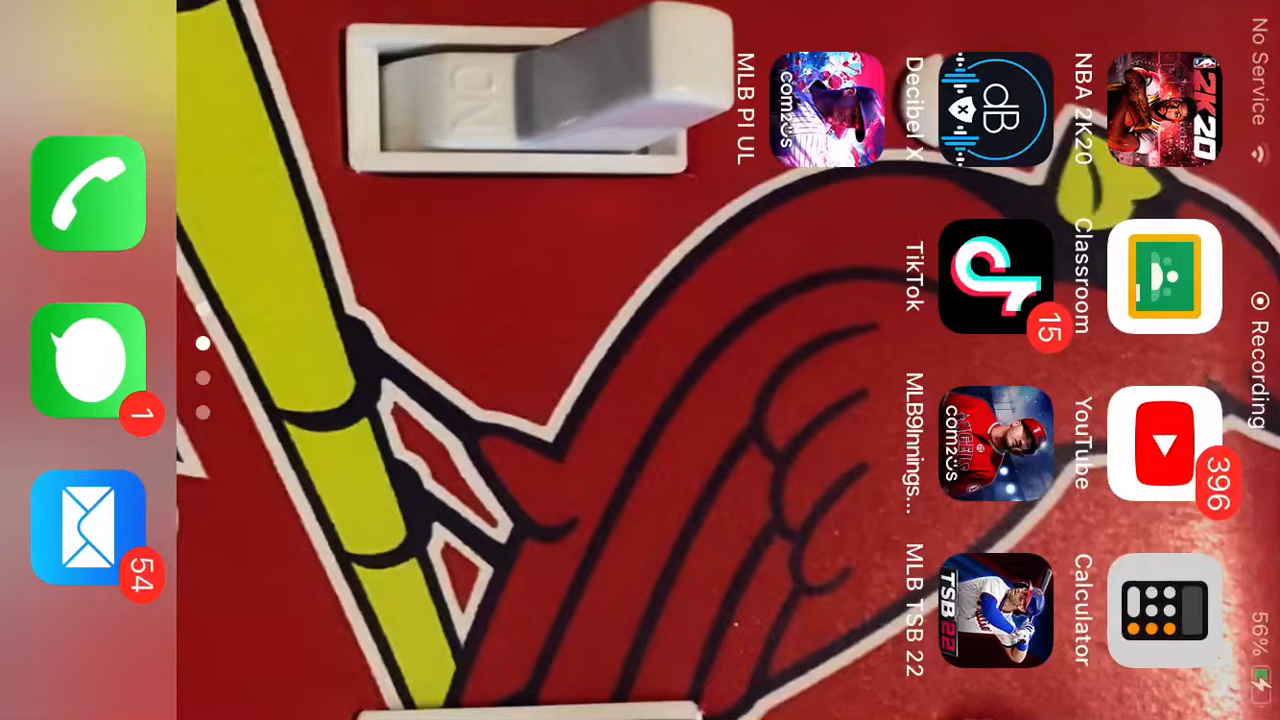 No Service
Recording
56%
2K20
NBA 2K20
Classroom
396
YouTube
Calculator
dB
Decibel X
15
TikTok
com2us
MLB9Innings...
TSB 22
MLB TSB 22
com2us
MLB PI UL
ON
1
54